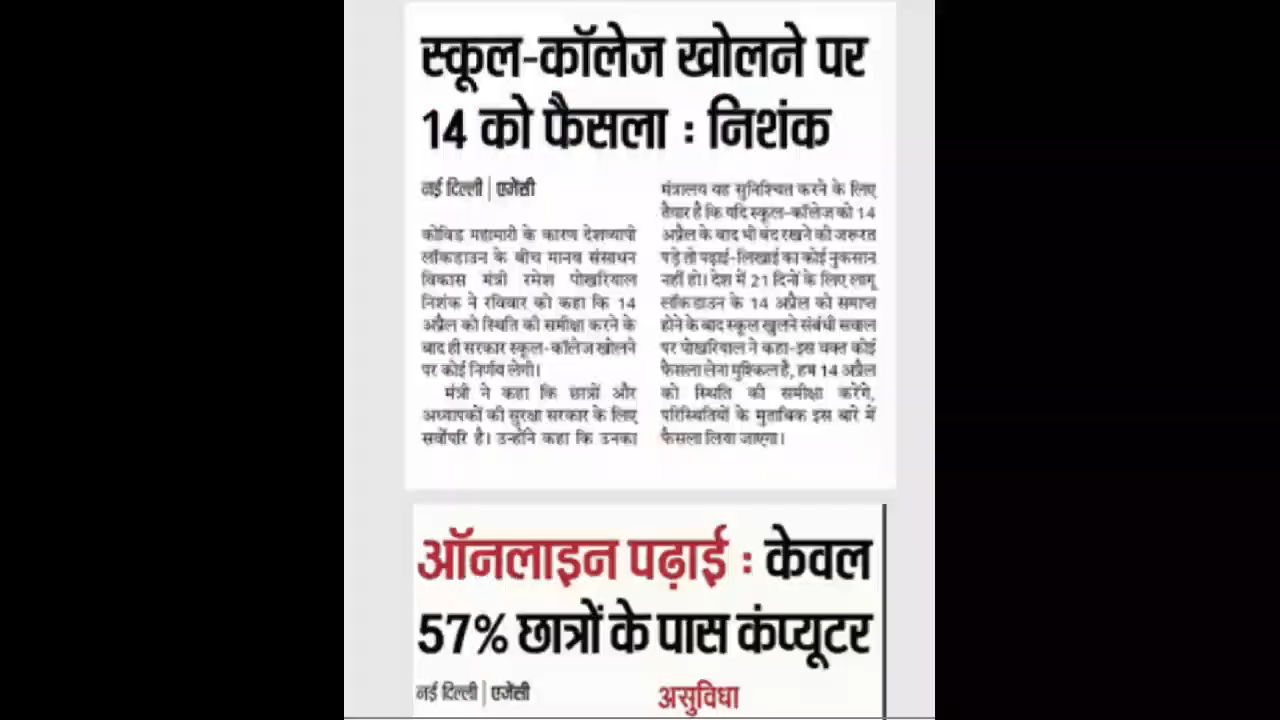 स्कूल-कॉलेज खोलने पर
14 को फैसला : निशंक
नई दिल्ली | एजेंसी
कोविड महामारी के कारण देशव्यापी
लॉकडाउन के बीच मानव संसाधन
विकास मंत्री रमेश पोखरियाल
निशंक ने रविवार को कहा कि 14
अप्रैल को स्थिति की समीक्षा करने के
बाद ही सरकार स्कूल-कॉलेज खोलने
पर कोई निर्णय लेगी।
मंत्री ने कहा कि छात्रों और
अध्यापकों की सुरक्षा सरकार के लिए
सर्वोपरि है। उन्होंने कहा कि उनका
मंत्रालय यह सुनिश्चित करने के लिए
तैयार है कि यदि स्कूल-कॉलेज को 14
अप्रैल के बाद भी बंद रखने की जरूरत
पड़े तो पढ़ाई-लिखाई का कोई नुकसान
नहीं हो। देश में 21 दिनों के लिए लागू
लॉकडाउन के 14 अप्रैल को समाप्त
होने के बाद स्कूल खुलने संबंधी सवाल
पर पोखरियाल ने कहा-इस वक्त कोई
फैसला लेना मुश्किल है, हम 14 अप्रैल
को स्थिति की समीक्षा करेंगे,
परिस्थितियों के मुताबिक इस बारे में
फैसला लिया जाएगा।
ऑनलाइन पढ़ाई : केवल
57% छात्रों के पास कंप्यूटर
नई दिल्ली | एजेंसी
असुविधा